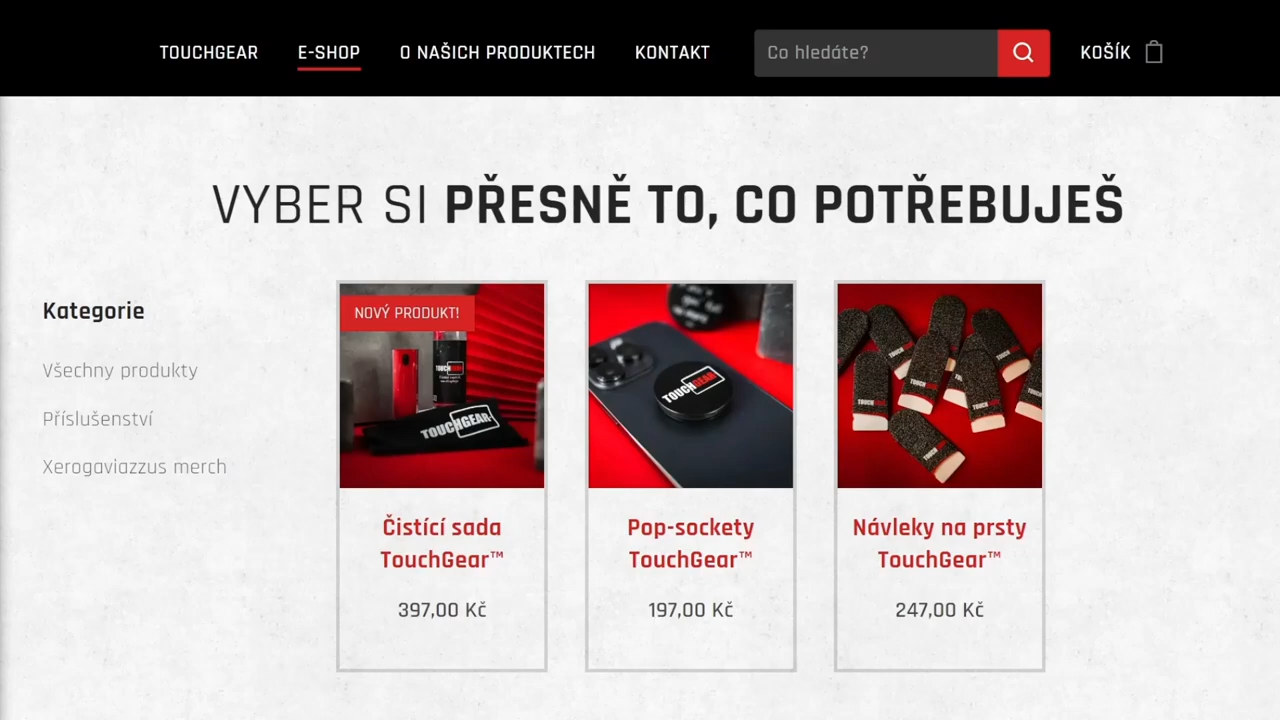 TOUCHGEAR E-SHOP O NAŠICH PRODUKTECH KONTAKT Co hledáte? KOŠÍK
VYBER SI PŘESNĚ TO, CO POTŘEBUJEŠ
Kategorie
Všechny produkty
Příslušenství
Xerogaviazzus merch
NOVÝ PRODUKT!
TOUCHGEAR
TOUCHGEAR
Čistící sada
TouchGear™
397,00 Kč
TOUCHGEAR
Pop-sockety
TouchGear™
197,00 Kč
Návleky na prsty
TouchGear™
247,00 Kč